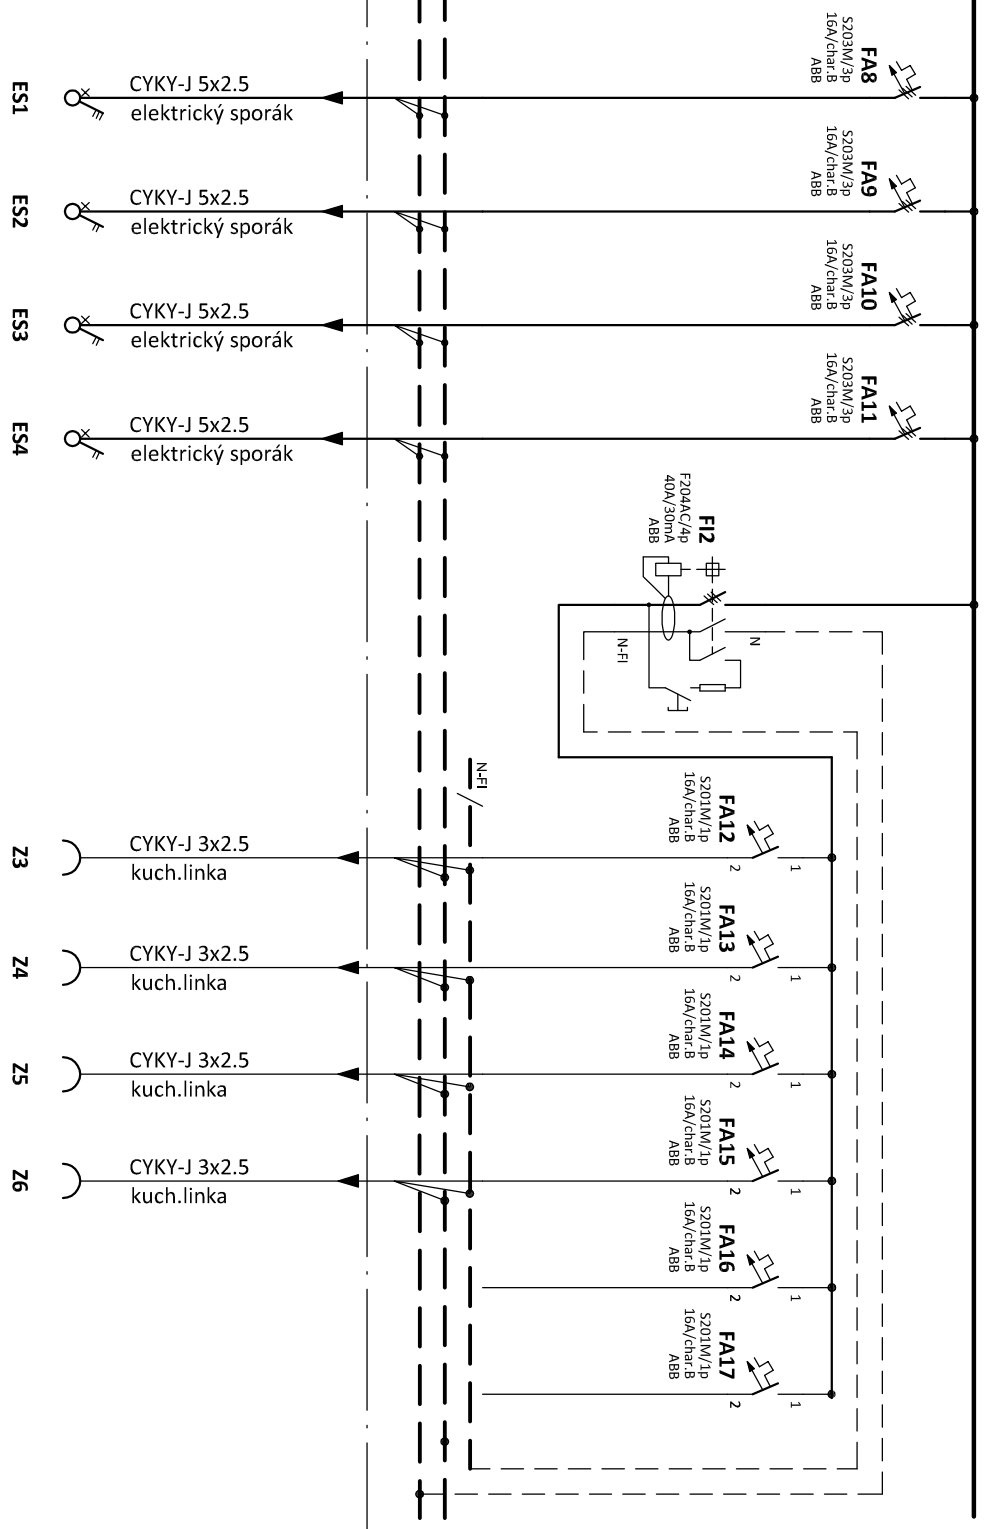 FA8
S203M/3p
16A/char.B
ABB
CYKY-J 5x2.5
elektrický sporák
ES1
FA9
S203M/3p
16A/char.B
ABB
CYKY-J 5x2.5
elektrický sporák
ES2
FA10
S203M/3p
16A/char.B
ABB
CYKY-J 5x2.5
elektrický sporák
ES3
FA11
S203M/3p
16A/char.B
ABB
CYKY-J 5x2.5
elektrický sporák
ES4
FI2
F204AC/4p
40A/30mA
ABB
N
N-FI
N-FI
FA12
S201M/1p
16A/char.B
ABB
1
2
CYKY-J 3x2.5
kuch.linka
Z3
FA13
S201M/1p
16A/char.B
ABB
1
2
CYKY-J 3x2.5
kuch.linka
Z4
FA14
S201M/1p
16A/char.B
ABB
1
2
CYKY-J 3x2.5
kuch.linka
Z5
FA15
S201M/1p
16A/char.B
ABB
1
2
CYKY-J 3x2.5
kuch.linka
Z6
FA16
S201M/1p
16A/char.B
ABB
1
2
FA17
S201M/1p
16A/char.B
ABB
1
2